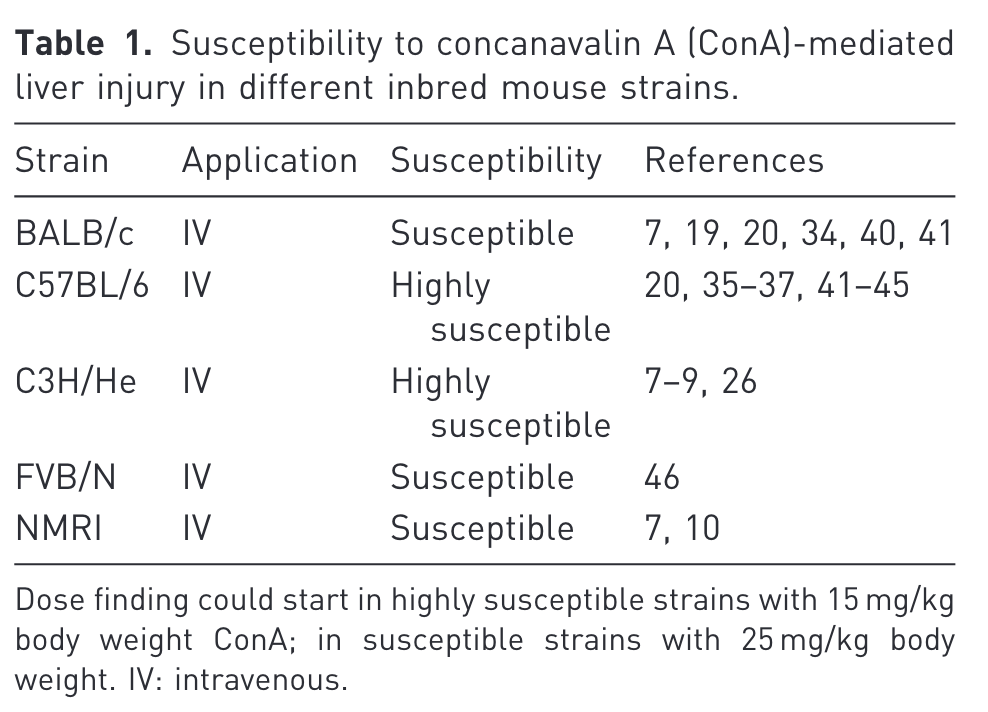 Table 1. Susceptibility to concanavalin A (ConA)-mediated
liver injury in different inbred mouse strains.
Strain Application Susceptibility References
BALB/c IV Susceptible 7, 19, 20, 34, 40, 41
C57BL/6 IV Highly 20, 35–37, 41–45
susceptible
C3H/He IV Highly 7–9, 26
susceptible
FVB/N IV Susceptible 46
NMRI IV Susceptible 7, 10
Dose finding could start in highly susceptible strains with 15 mg/kg
body weight ConA; in susceptible strains with 25 mg/kg body
weight. IV: intravenous.